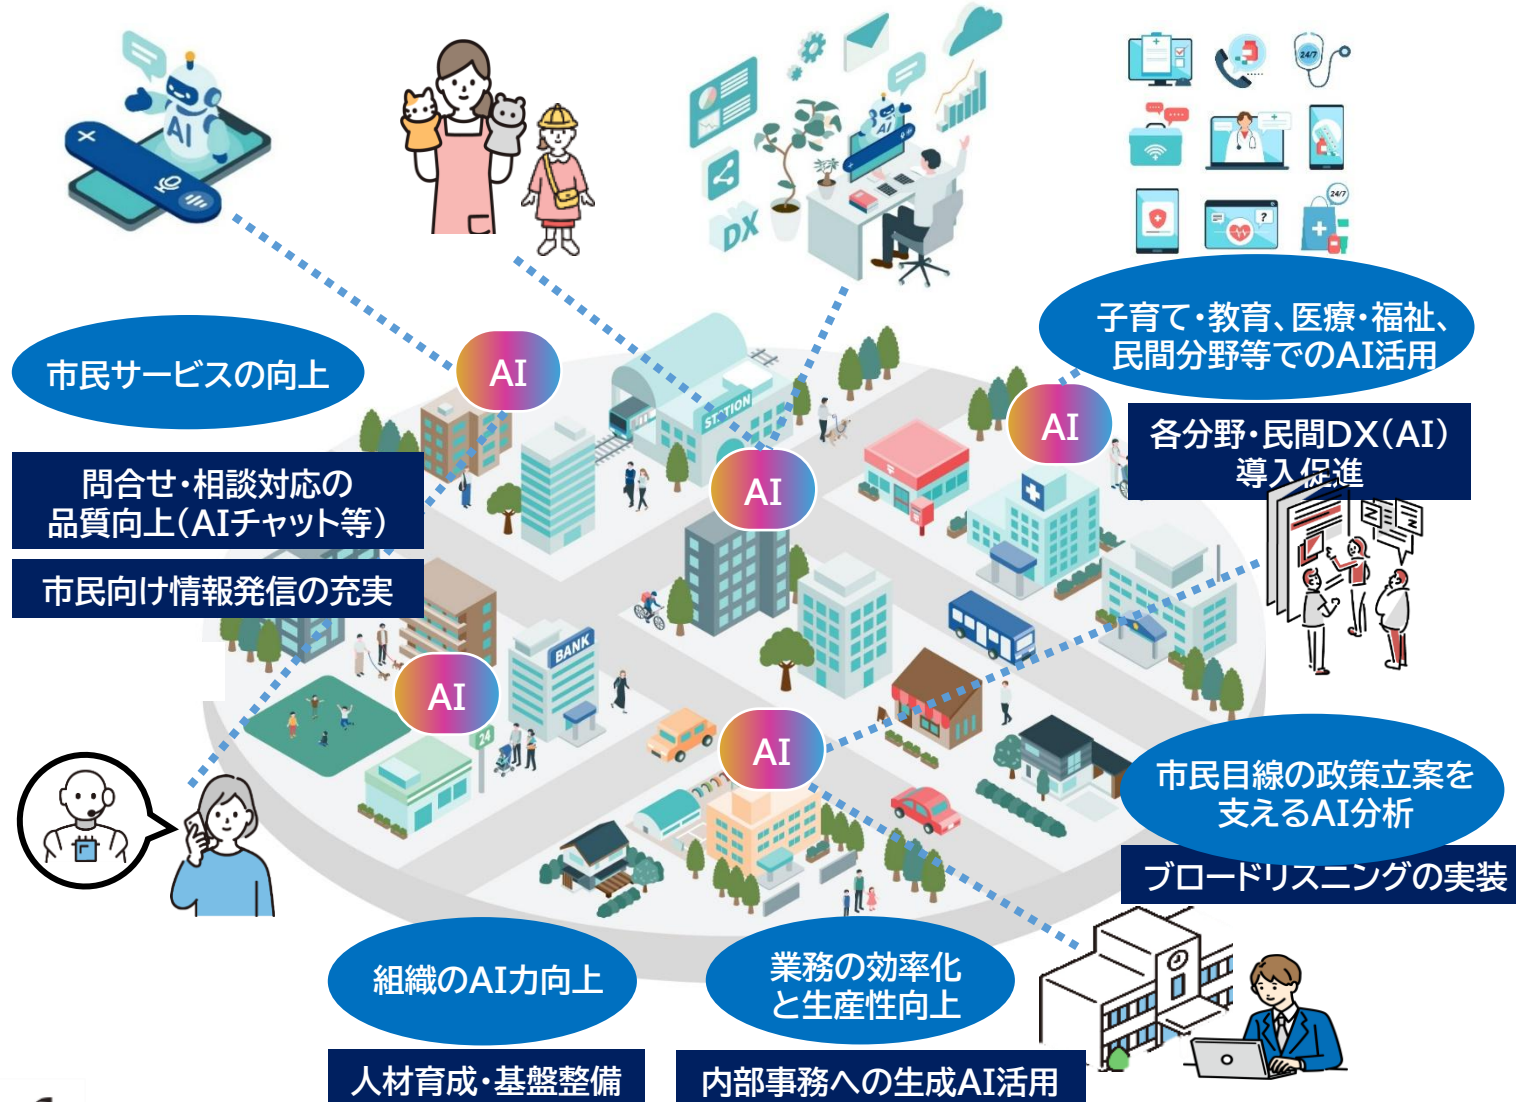 AI
DX
AI
24/7
24/7
?
市民サービスの向上
問合せ・相談対応の
品質向上（AIチャット等）
市民向け情報発信の充実
子育て・教育、医療・福祉、
民間分野等でのAI活用
各分野・民間DX（AI）
導入促進
AI
AI
AI
STATION
BANK
AI
24
AI
市民目線の政策立案を
支えるAI分析
ブロードリスニングの実装
組織のAI力向上
人材育成・基盤整備
業務の効率化
と生産性向上
内部事務への生成AI活用